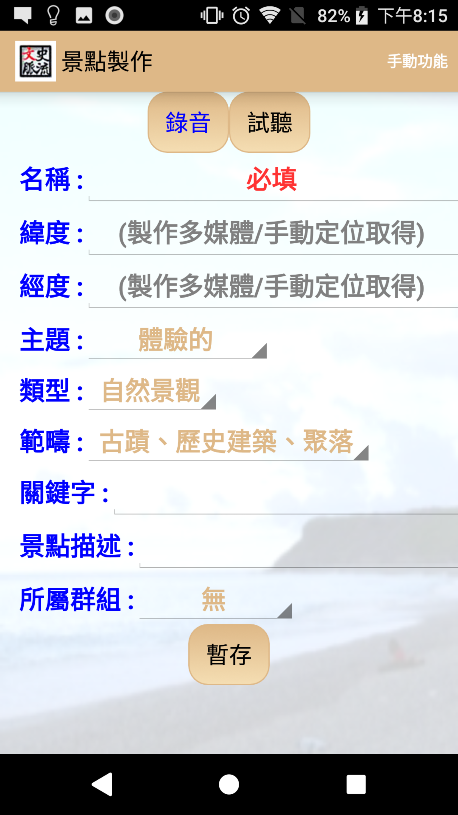 82% 下午8:15
文史脈流 景點製作 手動功能
錄音 試聽
名稱 : 必填
緯度 : (製作多媒體/手動定位取得)
經度 : (製作多媒體/手動定位取得)
主題 : 體驗的
類型 : 自然景觀
範疇 : 古蹟、歷史建築、聚落
關鍵字 :
景點描述 :
所屬群組 : 無
暫存